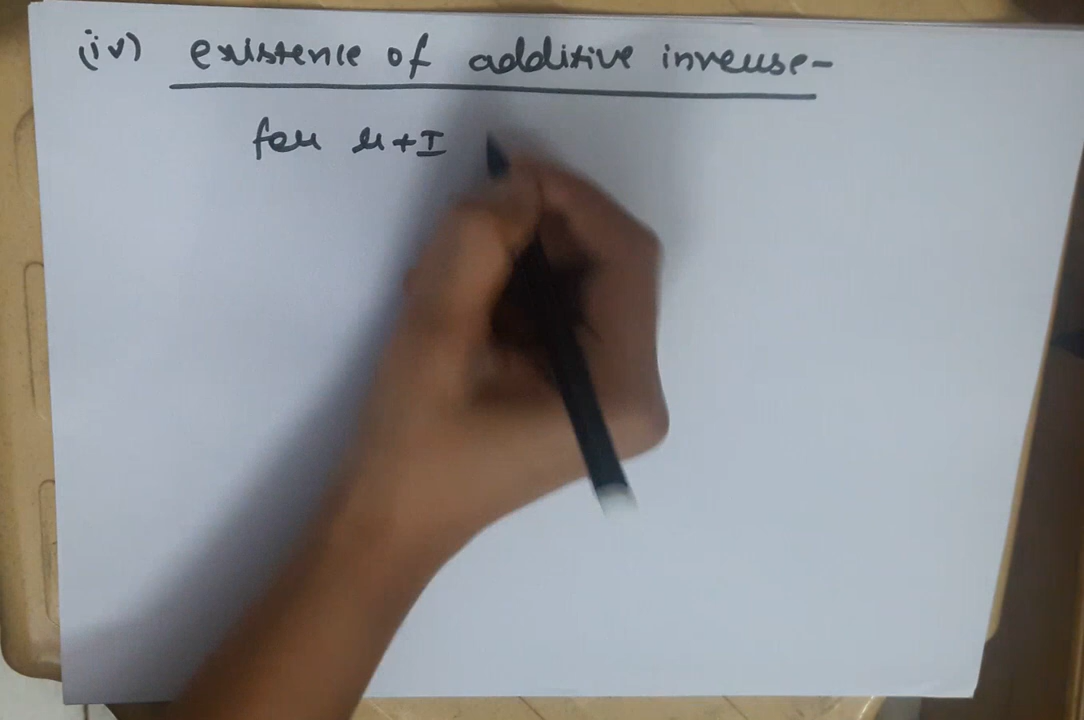 (iv) existence of additive inverse-
for r+I